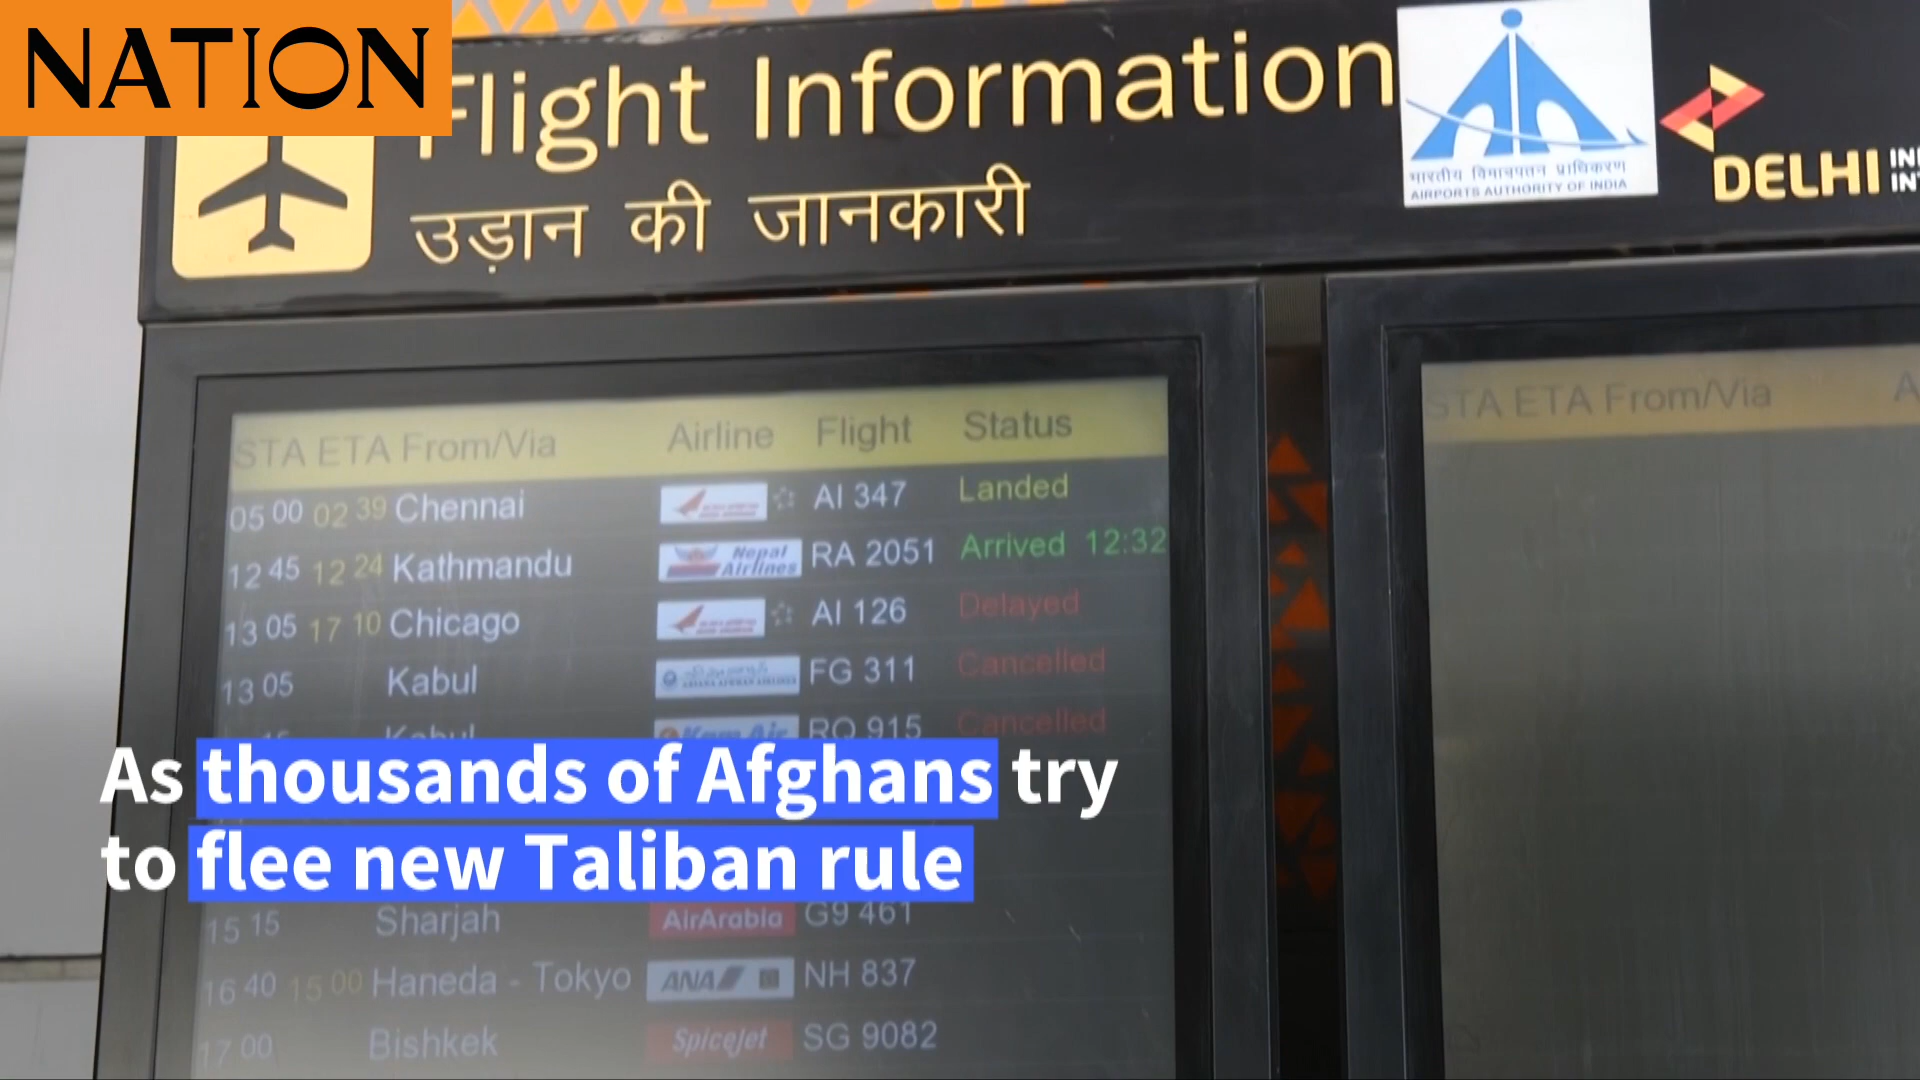 NATION
Flight Information
उड़ान की जानकारी
भारतीय विमानपत्तन प्राधिकरण
AIRPORTS AUTHORITY OF INDIA
DELHI
STA ETA From/Via Airline Flight Status
05 00 02 39 Chennai AI 347 Landed
12 45 12 24 Kathmandu Nepal Airlines RA 2051 Arrived 12:32
13 05 17 10 Chicago AI 126 Delayed
13 05 Kabul FG 311 Cancelled
Kabul Kam Air RQ 915 Cancelled
As thousands of Afghans try
to flee new Taliban rule
15 15 Sharjah AirArabia G9 461
16 40 15 00 Haneda - Tokyo ANA NH 837
17 00 Bishkek Spicejet SG 9082
STA ETA From/Via